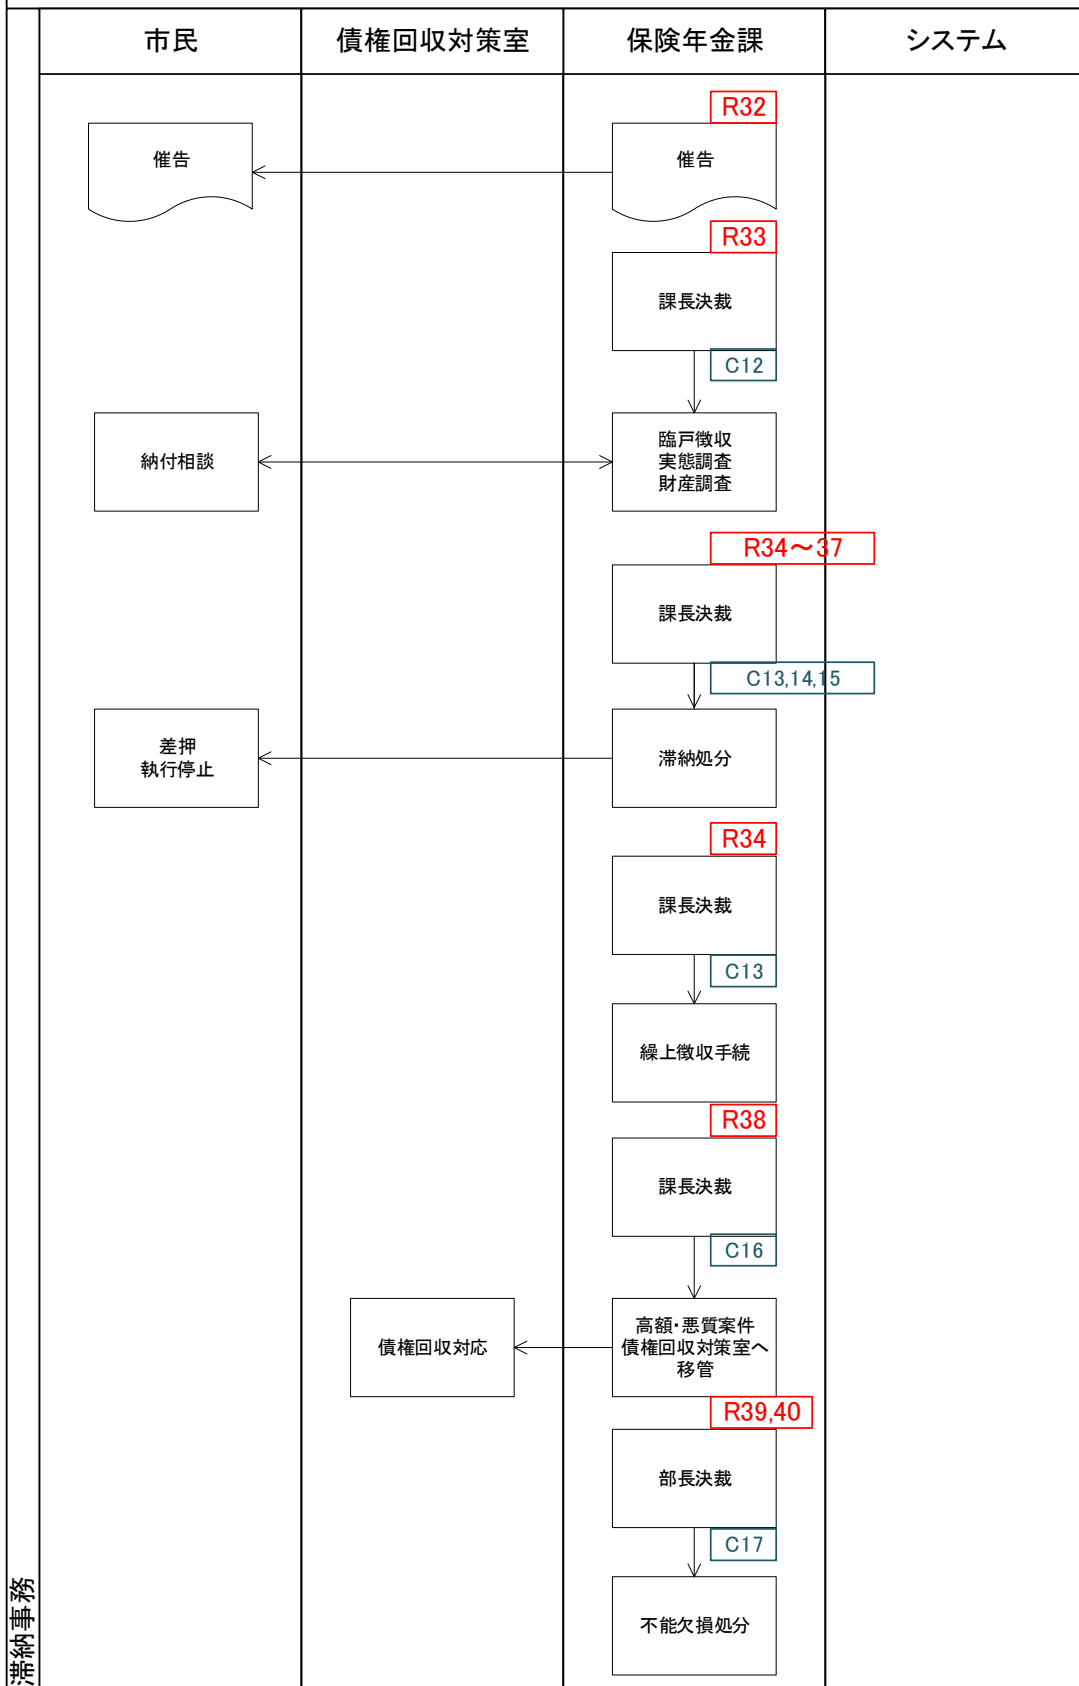 市民
債権回収対策室
保険年金課
システム
R32
催告
催告
R33
課長決裁
C12
納付相談
臨戸徴収
実態調査
財産調査
R34～37
課長決裁
C13,14,15
差押
執行停止
滞納処分
R34
課長決裁
C13
繰上徴収手続
R38
課長決裁
C16
債権回収対応
高額・悪質案件
債権回収対策室へ
移管
R39,40
部長決裁
C17
不能欠損処分
滞納事務